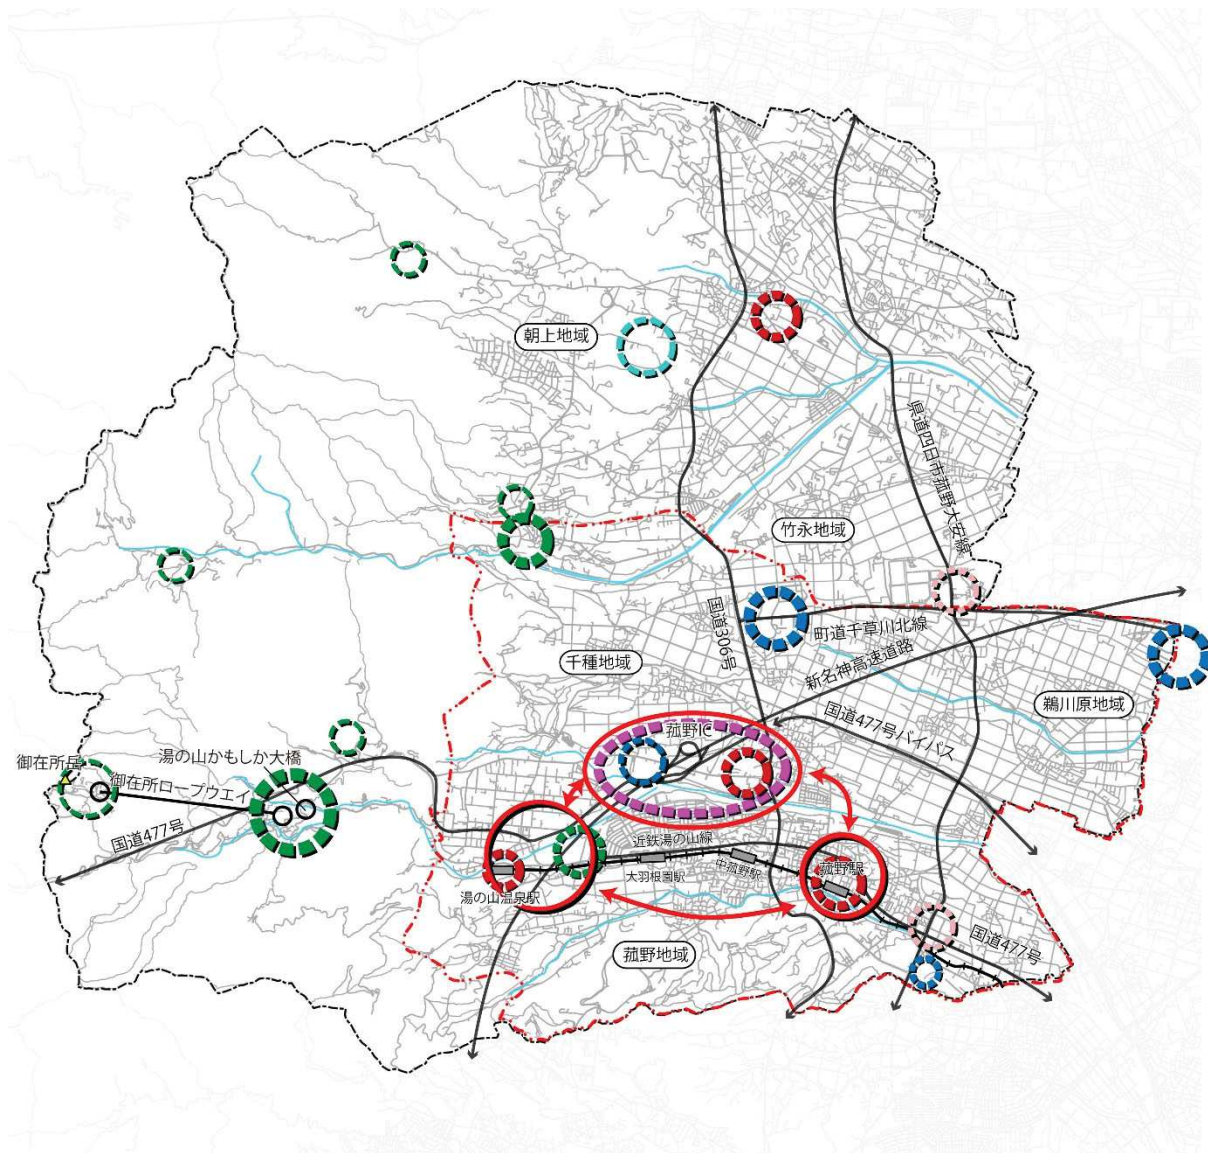 朝上地域
県道四日市菰野大安線
竹永地域
国道306号
町道千草川北線
千種地域
新名神高速道路
鵜川原地域
国道477号バイパス
菰野IC
湯の山かもしか大橋
御在所岳
御在所ロープウエイ
国道477号
近鉄湯の山線
大羽根園駅
中菰野駅
菰野駅
湯の山温泉駅
菰野地域
国道477号